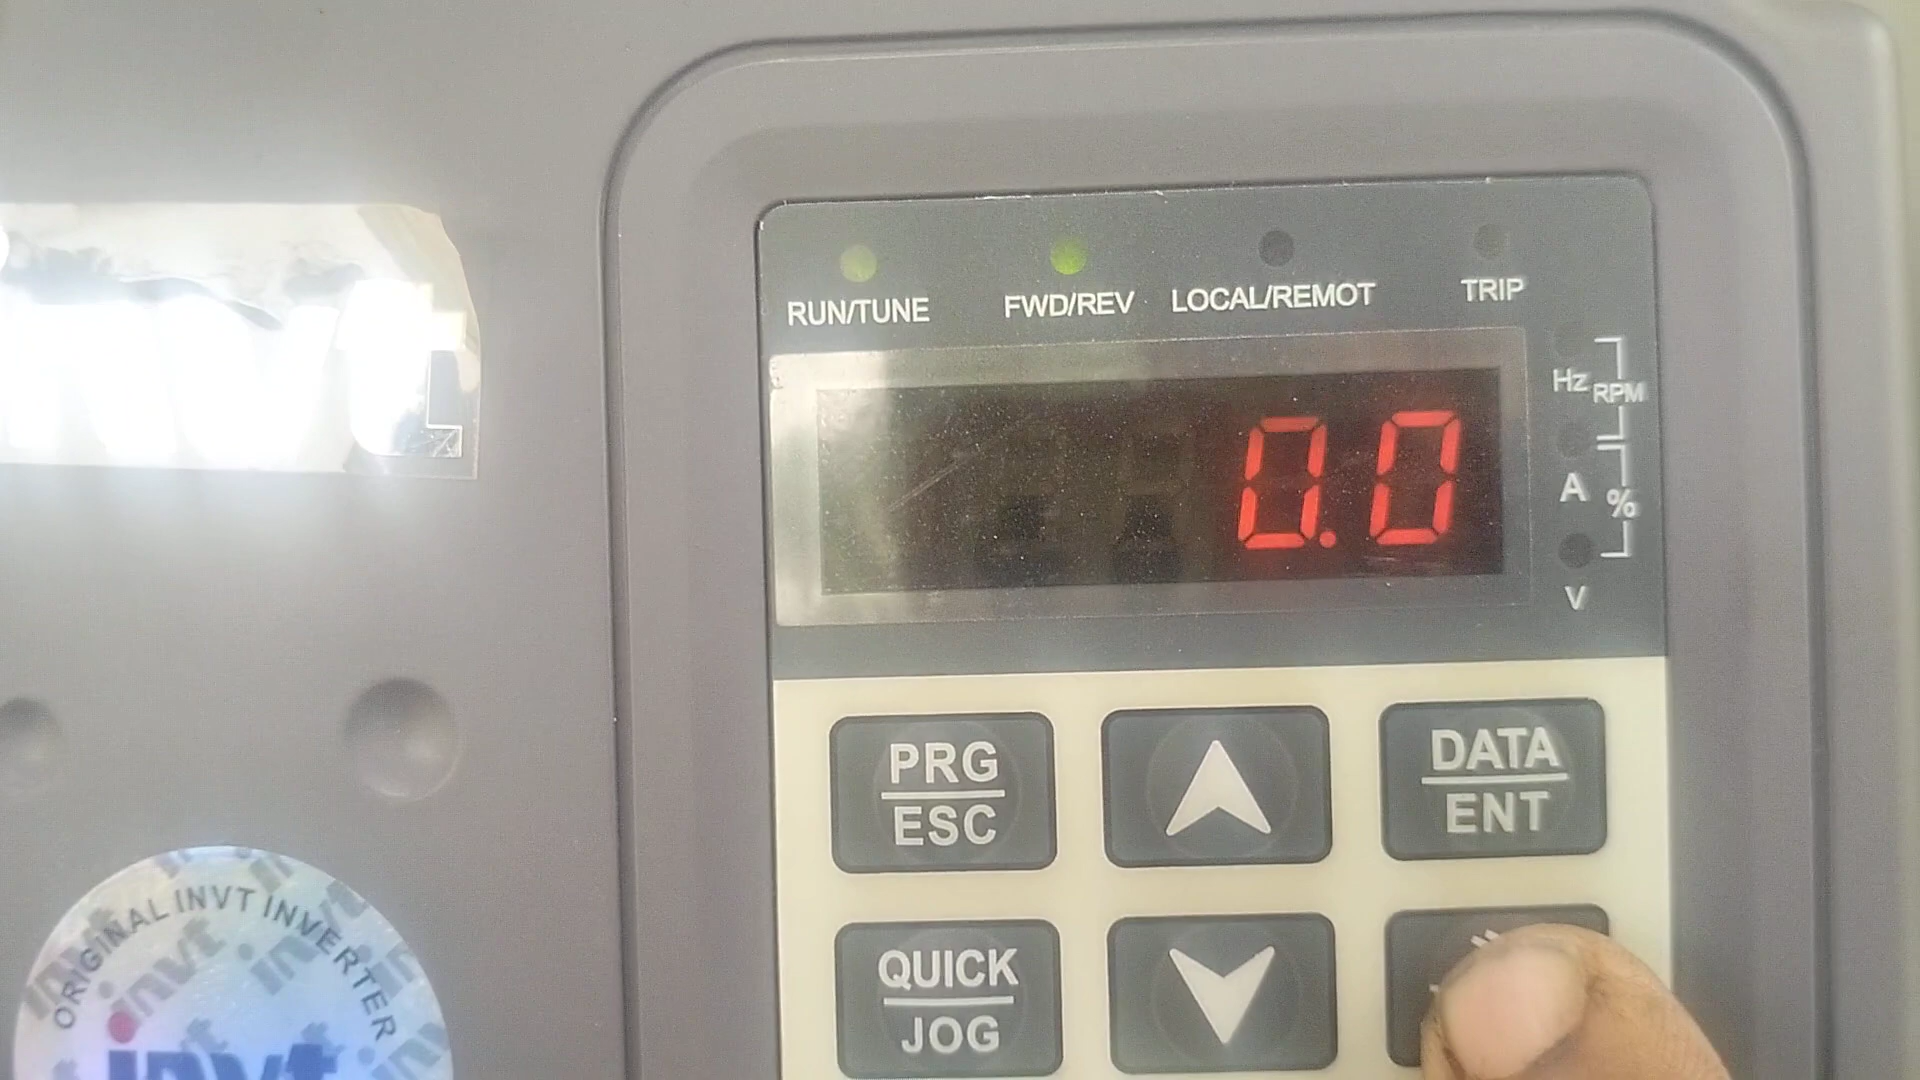 RUN/TUNE FWD/REV LOCAL/REMOT TRIP
0.0
Hz RPM
A %
V
PRG
ESC
DATA
ENT
QUICK
JOG
ORIGINAL INVT INVERTER
invt